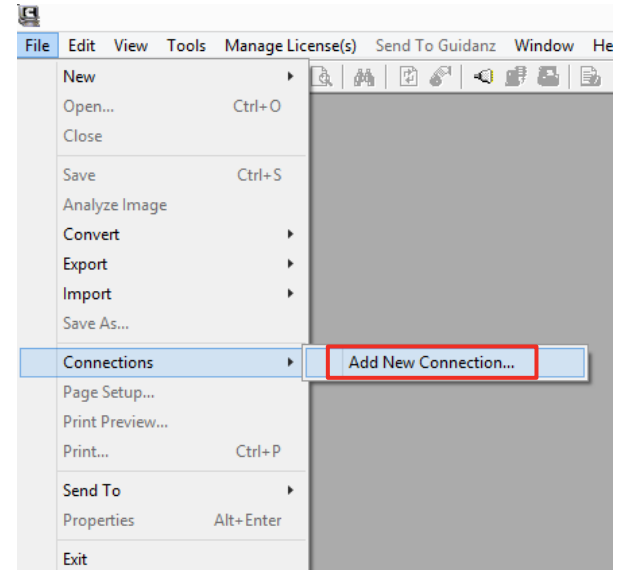 File Edit View Tools Manage License(s) Send To Guidanz Window He
New
Open... Ctrl+O
Close
Save Ctrl+S
Analyze Image
Convert
Export
Import
Save As...
Connections Add New Connection...
Page Setup...
Print Preview...
Print... Ctrl+P
Send To
Properties Alt+Enter
Exit